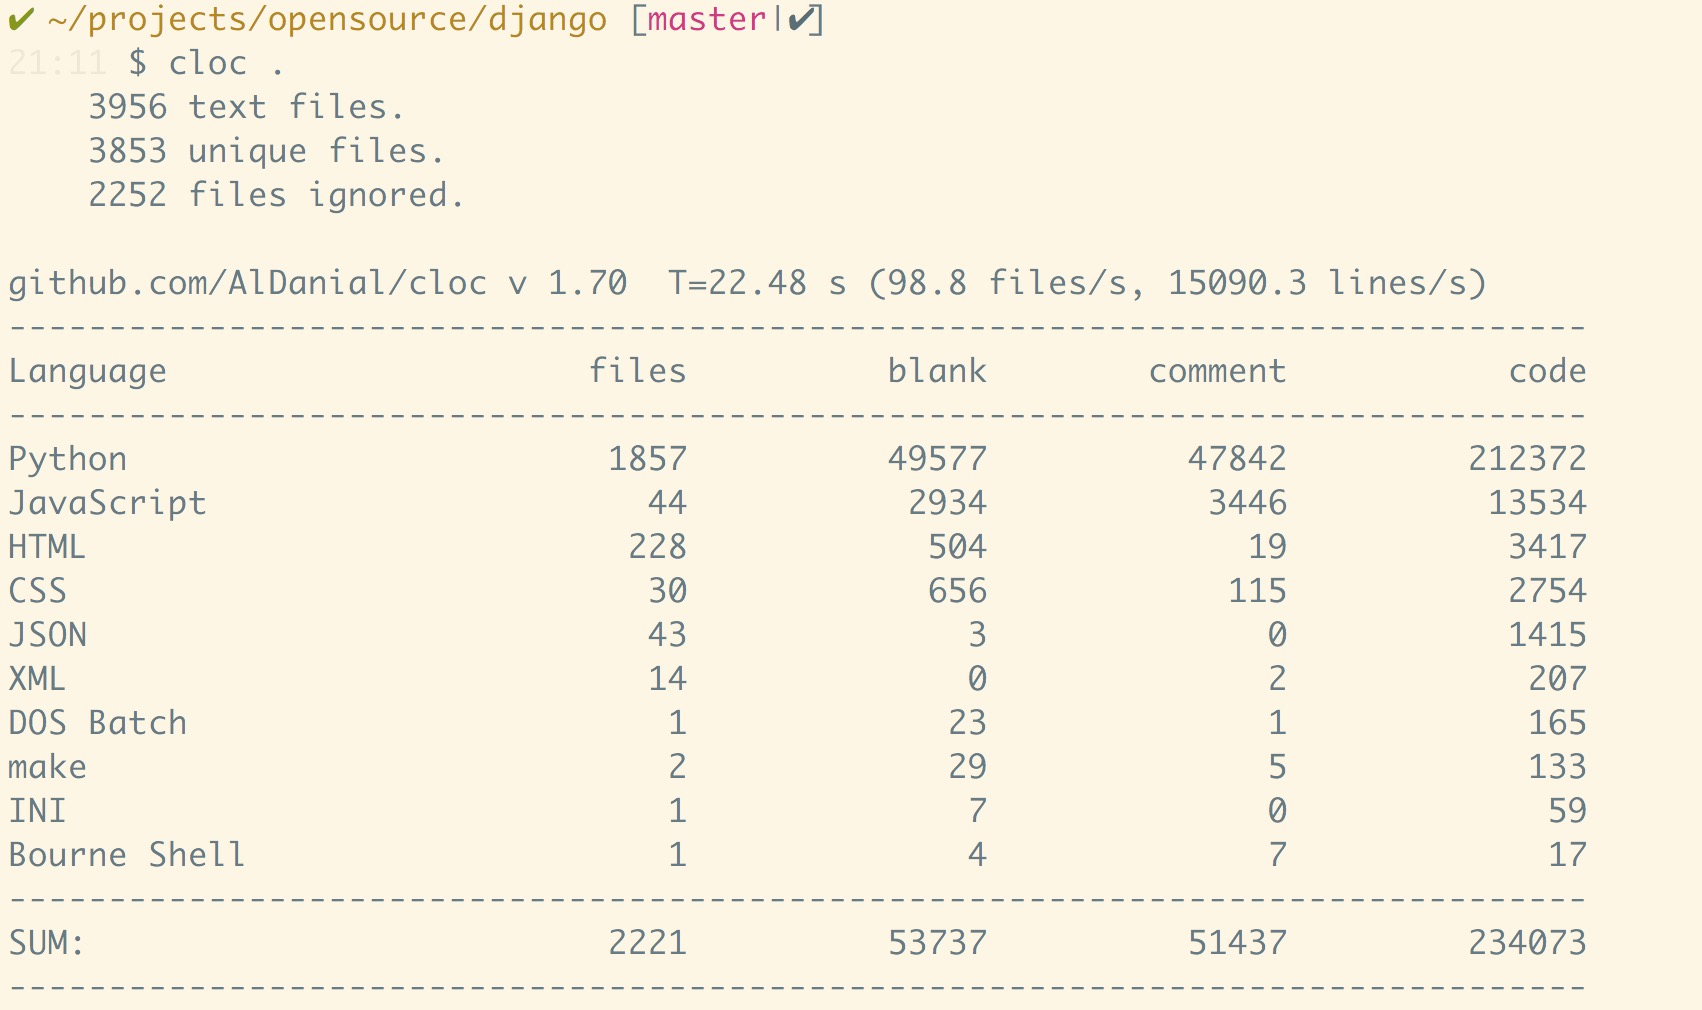 ✔ ~/projects/opensource/django [master|✔]
21:11 $ cloc .
    3956 text files.
    3853 unique files.
    2252 files ignored.

github.com/AlDanial/cloc v 1.70  T=22.48 s (98.8 files/s, 15090.3 lines/s)
-------------------------------------------------------------------------------
Language                     files          blank        comment           code
-------------------------------------------------------------------------------
Python                        1857          49577          47842         212372
JavaScript                      44           2934           3446          13534
HTML                           228            504             19           3417
CSS                             30            656            115           2754
JSON                            43              3              0           1415
XML                             14              0              2            207
DOS Batch                        1             23              1            165
make                             2             29              5            133
INI                              1              7              0             59
Bourne Shell                     1              4              7             17
-------------------------------------------------------------------------------
SUM:                          2221          53737          51437         234073
-------------------------------------------------------------------------------